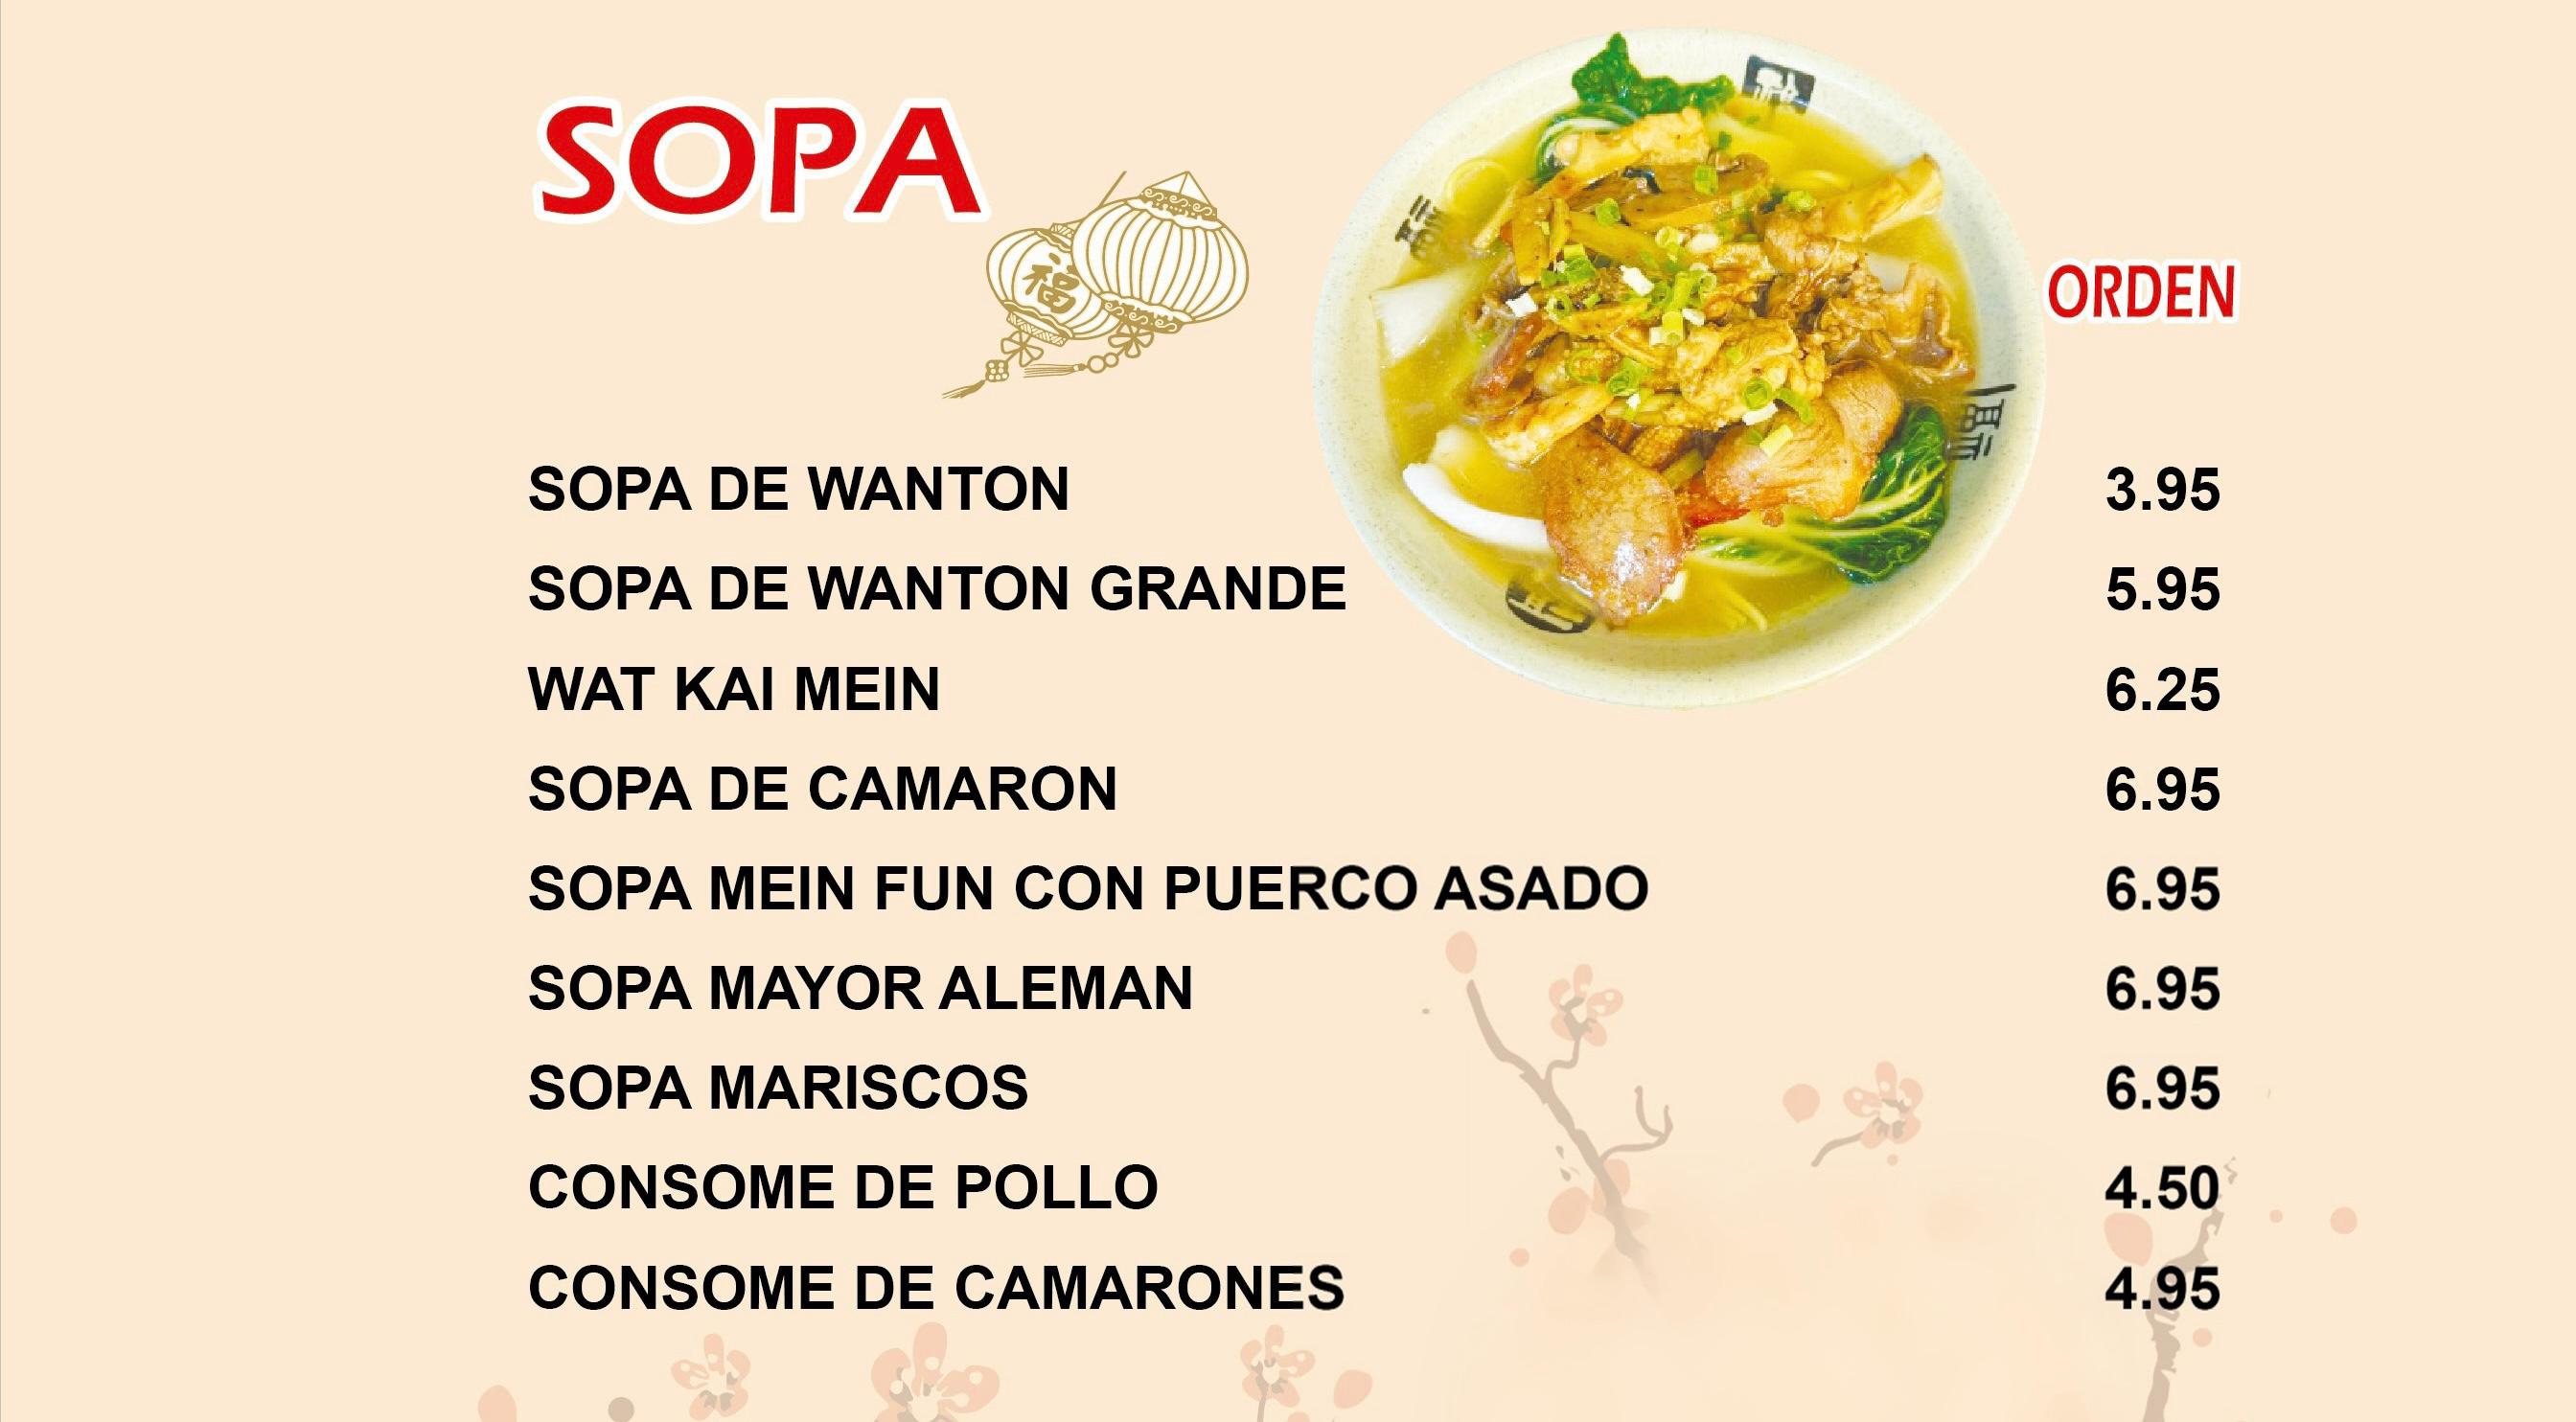 SOPA
福
ORDEN
SOPA DE WANTON 3.95
SOPA DE WANTON GRANDE 5.95
WAT KAI MEIN 6.25
SOPA DE CAMARON 6.95
SOPA MEIN FUN CON PUERCO ASADO 6.95
SOPA MAYOR ALEMAN 6.95
SOPA MARISCOS 6.95
CONSOME DE POLLO 4.50
CONSOME DE CAMARONES 4.95